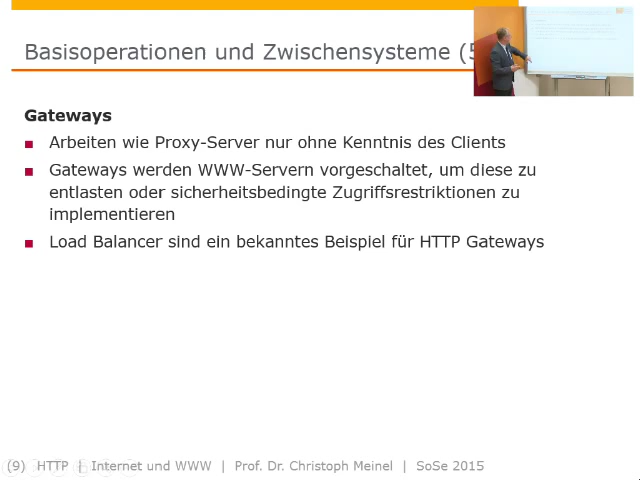 Basisoperationen und Zwischensysteme (5
Gateways
■ Arbeiten wie Proxy-Server nur ohne Kenntnis des Clients
■ Gateways werden WWW-Servern vorgeschaltet, um diese zu
entlasten oder sicherheitsbedingte Zugriffsrestriktionen zu
implementieren
■ Load Balancer sind ein bekanntes Beispiel für HTTP Gateways
(9) HTTP | Internet und WWW | Prof. Dr. Christoph Meinel | SoSe 2015